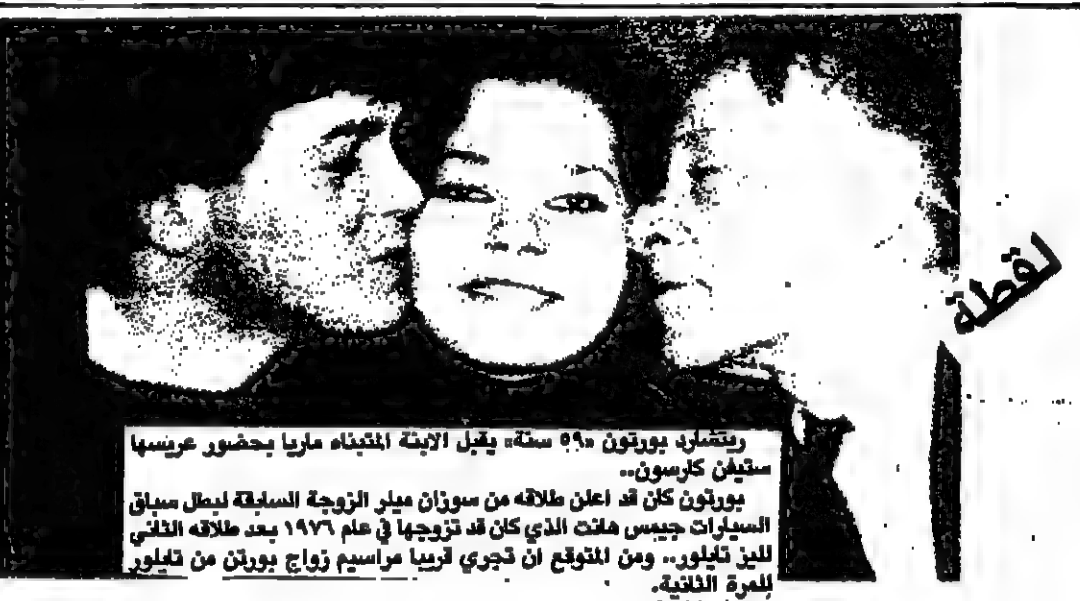 لقطة
ريتشارد بورتون «٥٩ سنة» يقبل الابنة المتبناه ماريا بحضور عريسها
ستيفن كارسون..
بورتون كان قد اعلن طلاقه من سوزان ميلر الزوجة السابقة لبطل سباق
السيارات جيمس هانت الذي كان قد تزوجها في عام ١٩٧٦ بعد طلاقه الثاني
لليز تايلور.. ومن المتوقع ان تجري قريبا مراسيم زواج بورتن من تايلور
للمرة الثانية.